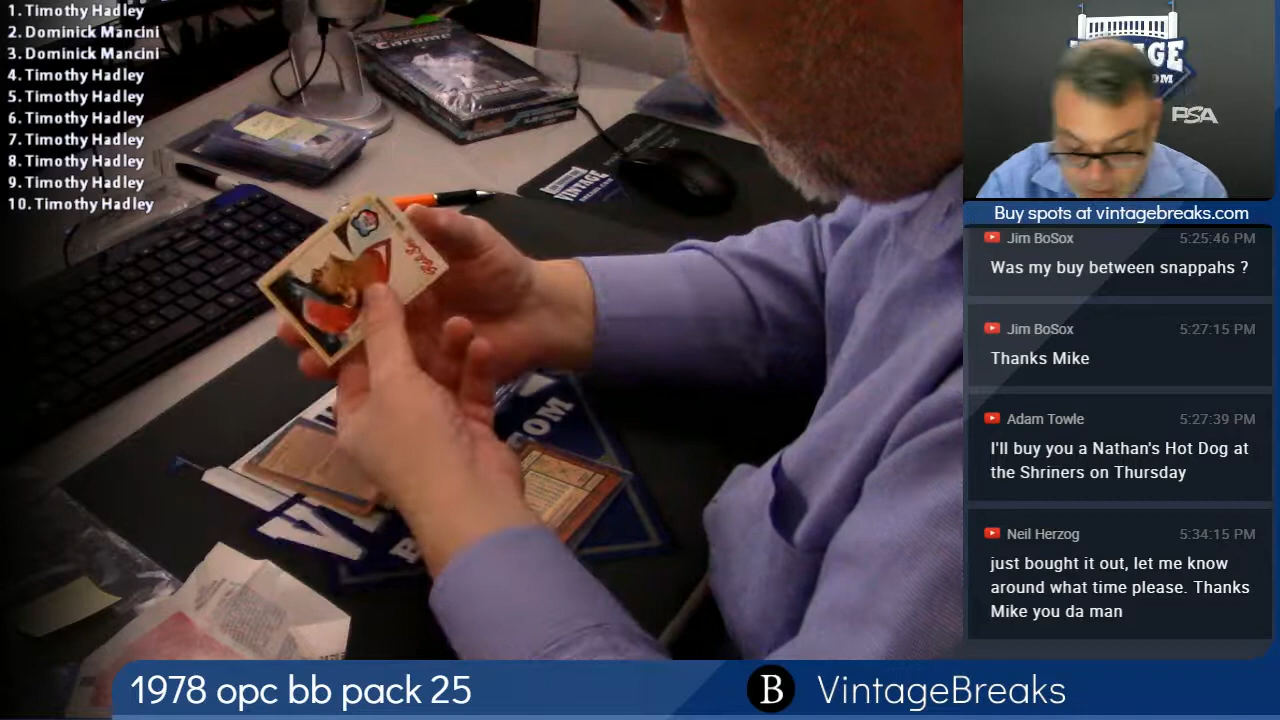 1. Timothy Hadley
2. Dominick Mancini
3. Dominick Mancini
4. Timothy Hadley
5. Timothy Hadley
6. Timothy Hadley
7. Timothy Hadley
8. Timothy Hadley
9. Timothy Hadley
10. Timothy Hadley
Chrome
VINTAGE
Red Sox
COM
PSA
Buy spots at vintagebreaks.com
Jim BoSox 5:25:46 PM
Was my buy between snappahs ?
Jim BoSox 5:27:15 PM
Thanks Mike
Adam Towle 5:27:39 PM
I'll buy you a Nathan's Hot Dog at
the Shriners on Thursday
Neil Herzog 5:34:15 PM
just bought it out, let me know
around what time please. Thanks
Mike you da man
1978 opc bb pack 25
B VintageBreaks